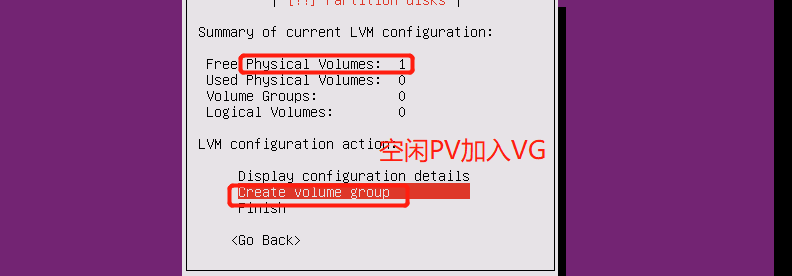 [!!] Partition disks
Summary of current LVM configuration:
Free Physical Volumes: 1
Used Physical Volumes: 0
Volume Groups: 0
Logical Volumes: 0
LVM configuration action:
空闲PV加入VG
Display configuration details
Create volume group
Finish
<Go Back>